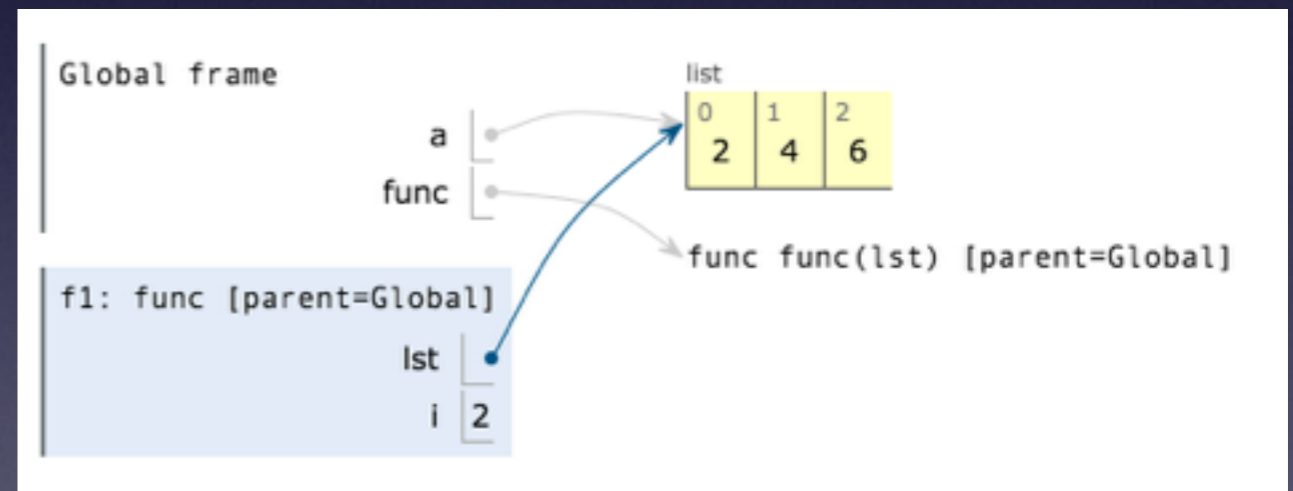 Global frame
list
0 1 2
2 4 6
a
func
func func(lst) [parent=Global]
f1: func [parent=Global]
lst
i 2